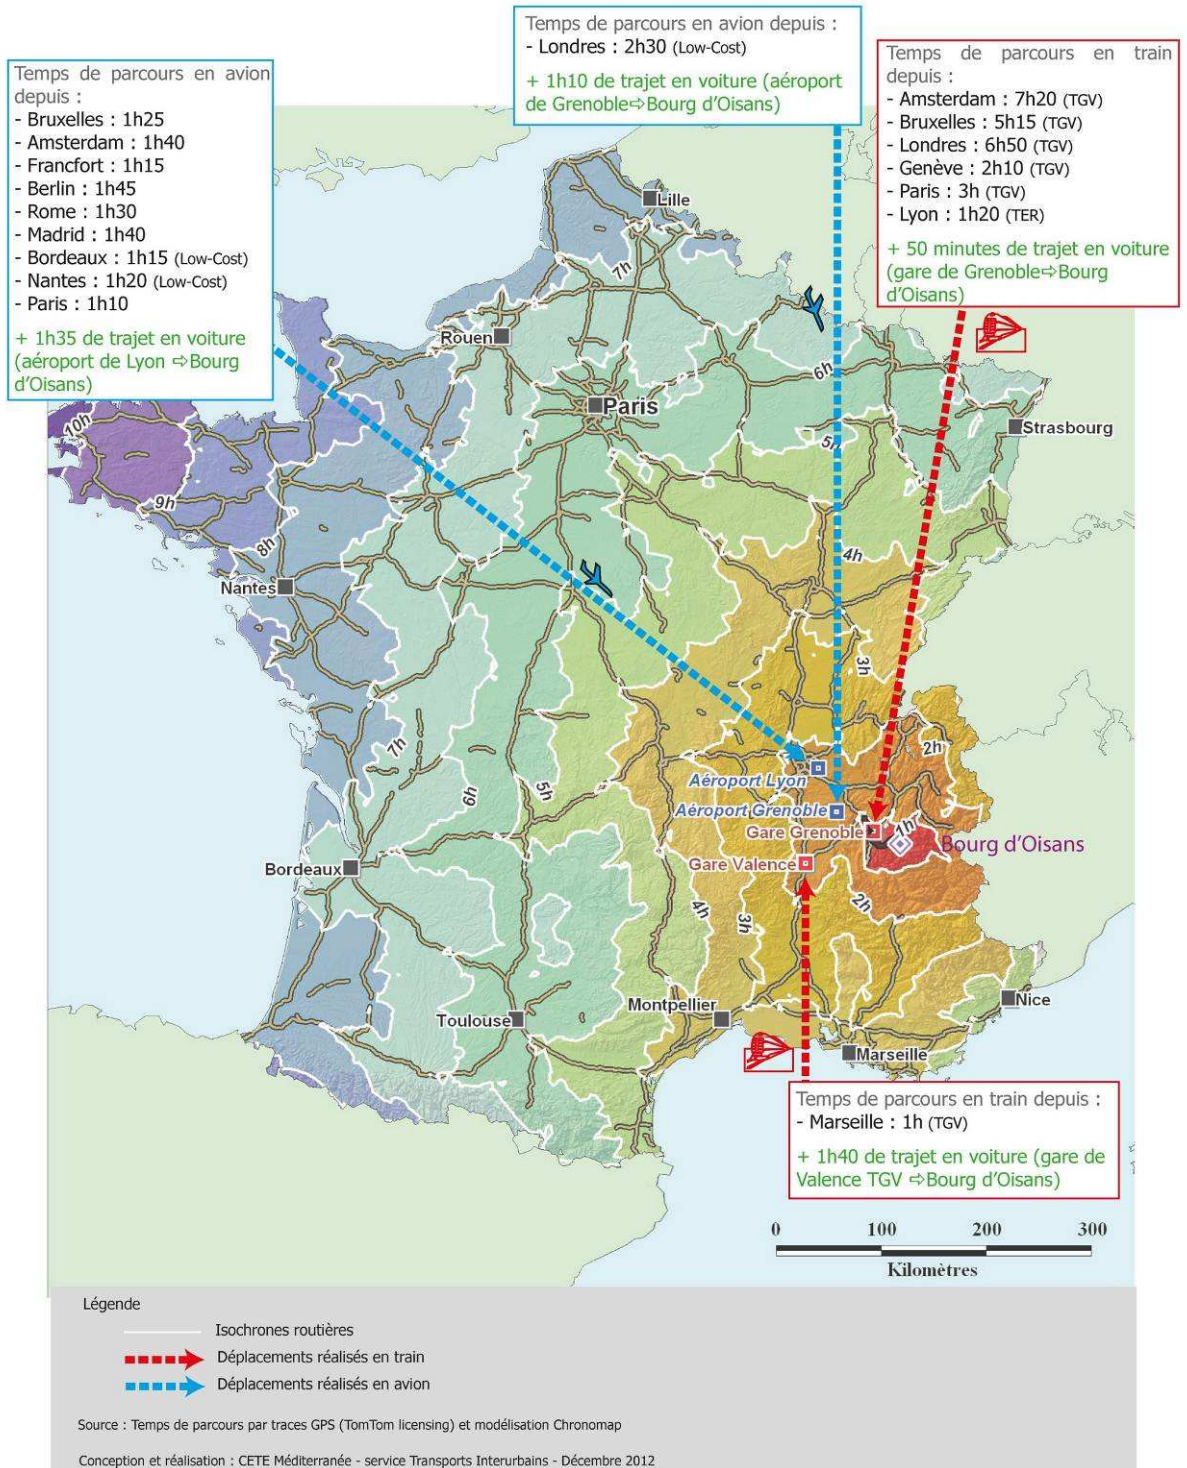 Temps de parcours en avion depuis :
- Londres : 2h30 (Low-Cost)
+ 1h10 de trajet en voiture (aéroport
de Grenoble⇨Bourg d'Oisans)
Temps de parcours en train
depuis :
- Amsterdam : 7h20 (TGV)
- Bruxelles : 5h15 (TGV)
- Londres : 6h50 (TGV)
- Genève : 2h10 (TGV)
- Paris : 3h (TGV)
- Lyon : 1h20 (TER)
+ 50 minutes de trajet en voiture
(gare de Grenoble⇨Bourg
d'Oisans)
Temps de parcours en avion
depuis :
- Bruxelles : 1h25
- Amsterdam : 1h40
- Francfort : 1h15
- Berlin : 1h45
- Rome : 1h30
- Madrid : 1h40
- Bordeaux : 1h15 (Low-Cost)
- Nantes : 1h20 (Low-Cost)
- Paris : 1h10
+ 1h35 de trajet en voiture
(aéroport de Lyon ⇨Bourg
d'Oisans)
Lille
7h
Rouen
6h
Paris
10h
Strasbourg
5h
9h
8h
4h
Nantes
3h
2h
7h
Aéroport Lyon
6h
5h
Aéroport Grenoble
Gare Grenoble
1h
Bourg d'Oisans
Gare Valence
Bordeaux
4h
3h
2h
Nice
Montpellier
Toulouse
Marseille
Temps de parcours en train depuis :
- Marseille : 1h (TGV)
+ 1h40 de trajet en voiture (gare de
Valence TGV ⇨Bourg d'Oisans)
0 100 200 300
Kilomètres
Légende
Isochrones routières
Déplacements réalisés en train
Déplacements réalisés en avion
Source : Temps de parcours par traces GPS (TomTom licensing) et modélisation Chronomap
Conception et réalisation : CETE Méditerranée - service Transports Interurbains - Décembre 2012